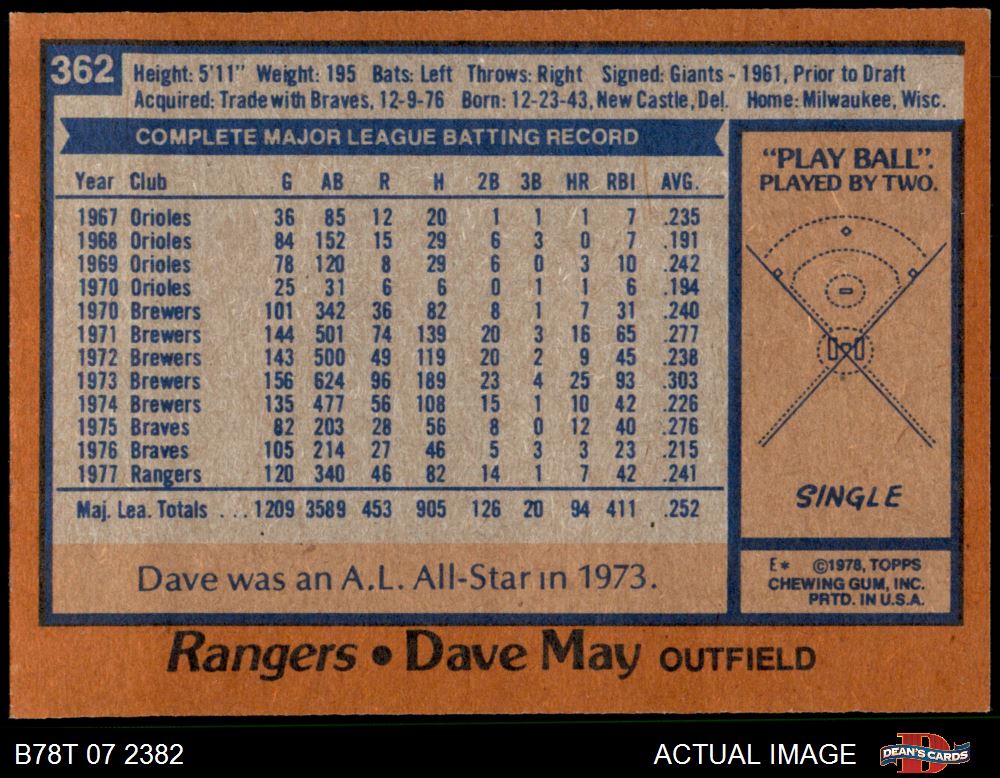 362
Height: 5'11" Weight: 195 Bats: Left Throws: Right Signed: Giants - 1961, Prior to Draft
Acquired: Trade with Braves, 12-9-76 Born: 12-23-43, New Castle, Del. Home: Milwaukee, Wisc.
COMPLETE MAJOR LEAGUE BATTING RECORD
Year Club G AB R H 2B 3B HR RBI AVG.
1967 Orioles 36 85 12 20 1 1 1 7 .235
1968 Orioles 84 152 15 29 6 3 0 7 .191
1969 Orioles 78 120 8 29 6 0 3 10 .242
1970 Orioles 25 31 6 6 0 1 1 6 .194
1970 Brewers 101 342 36 82 8 1 7 31 .240
1971 Brewers 144 501 74 139 20 3 16 65 .277
1972 Brewers 143 500 49 119 20 2 9 45 .238
1973 Brewers 156 624 96 189 23 4 25 93 .303
1974 Brewers 135 477 56 108 15 1 10 42 .226
1975 Braves 82 203 28 56 8 0 12 40 .276
1976 Braves 105 214 27 46 5 3 3 23 .215
1977 Rangers 120 340 46 82 14 1 7 42 .241
Maj. Lea. Totals ... 1209 3589 453 905 126 20 94 411 .252
Dave was an A.L. All-Star in 1973.
"PLAY BALL".
PLAYED BY TWO.
SINGLE
E* ©1978, TOPPS
CHEWING GUM, INC.
PRTD. IN U.S.A.
Rangers • Dave May OUTFIELD
B78T 07 2382
ACTUAL IMAGE
DEAN'S CARDS